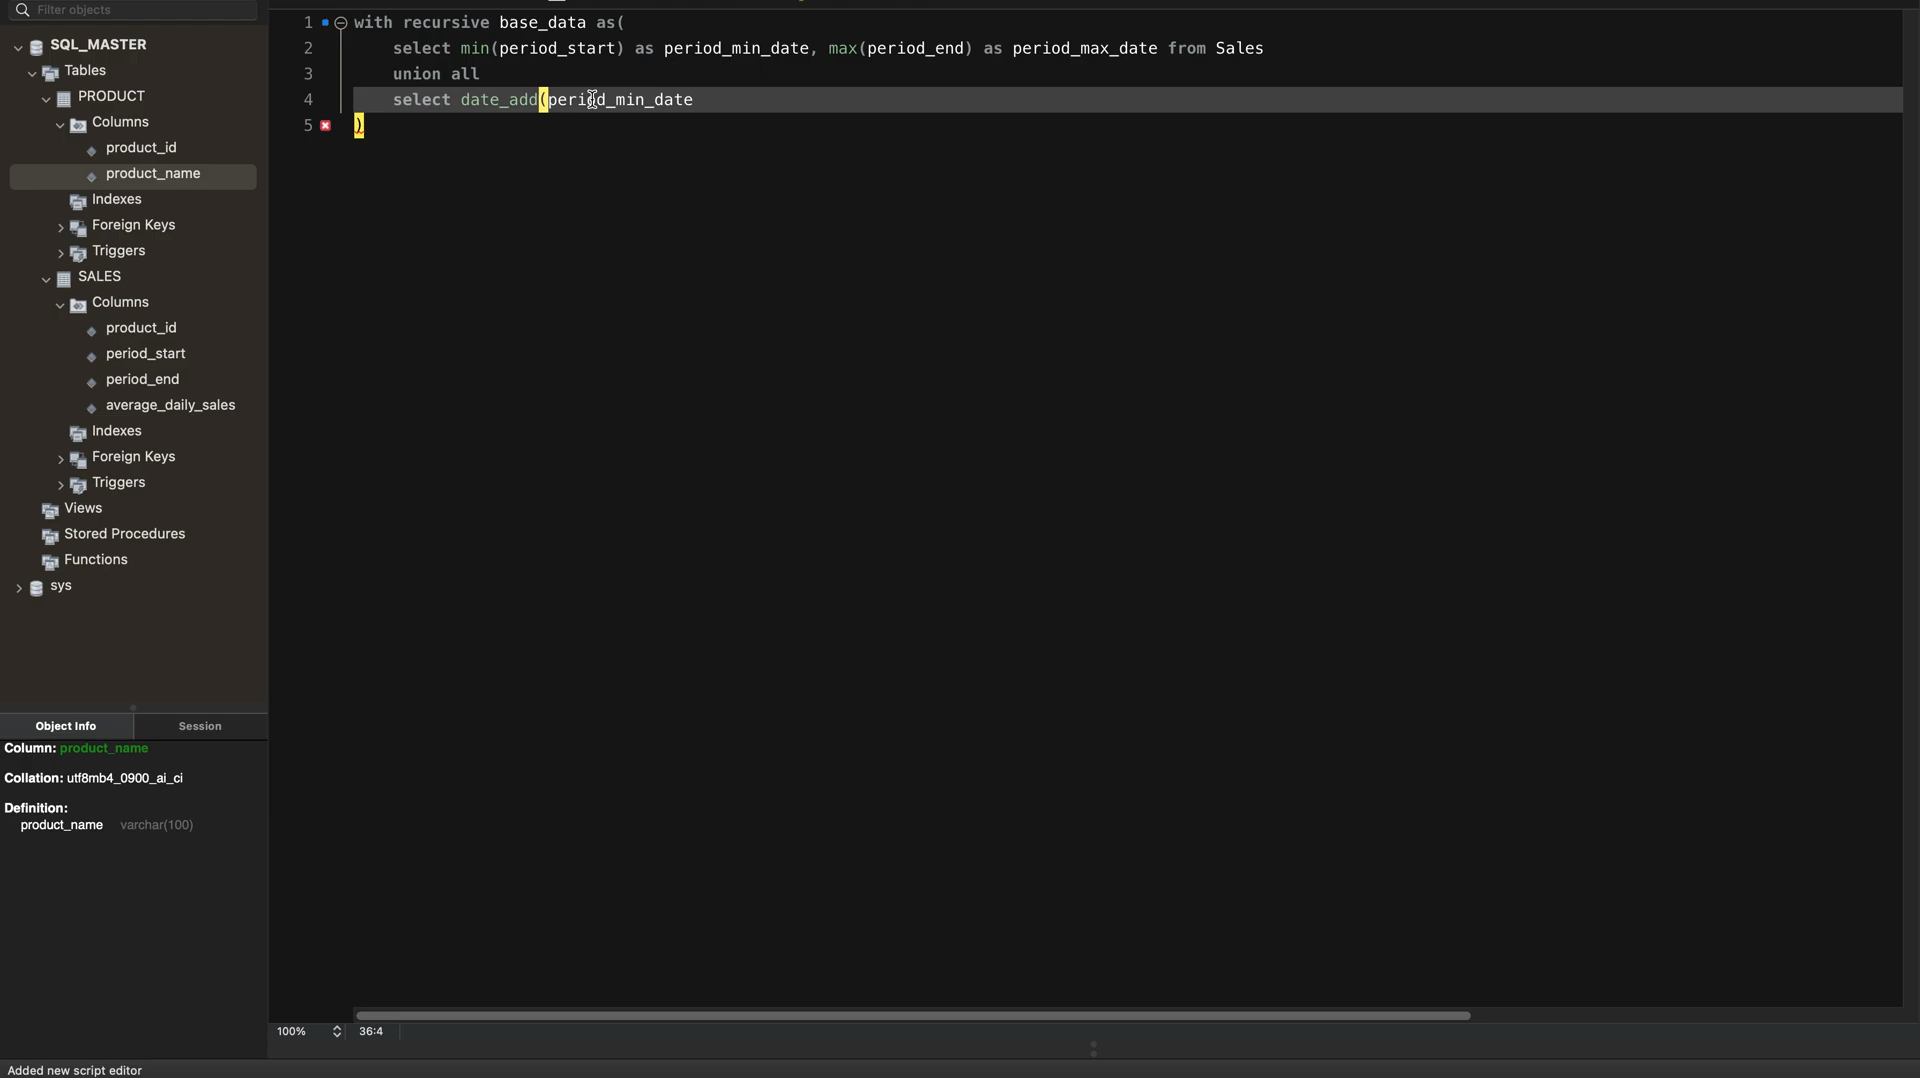 Filter objects
SQL_MASTER
Tables
PRODUCT
Columns
product_id
product_name
Indexes
Foreign Keys
Triggers
SALES
Columns
product_id
period_start
period_end
average_daily_sales
Indexes
Foreign Keys
Triggers
Views
Stored Procedures
Functions
sys
Object Info Session
Column: product_name
Collation: utf8mb4_0900_ai_ci
Definition:
product_name varchar(100)
1 with recursive base_data as(
2 select min(period_start) as period_min_date, max(period_end) as period_max_date from Sales
3 union all
4 select date_add(period_min_date
5 )
100% 36:4
Added new script editor